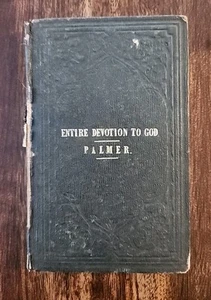 ENTIRE DEVOTION TO GOD
PALMER.